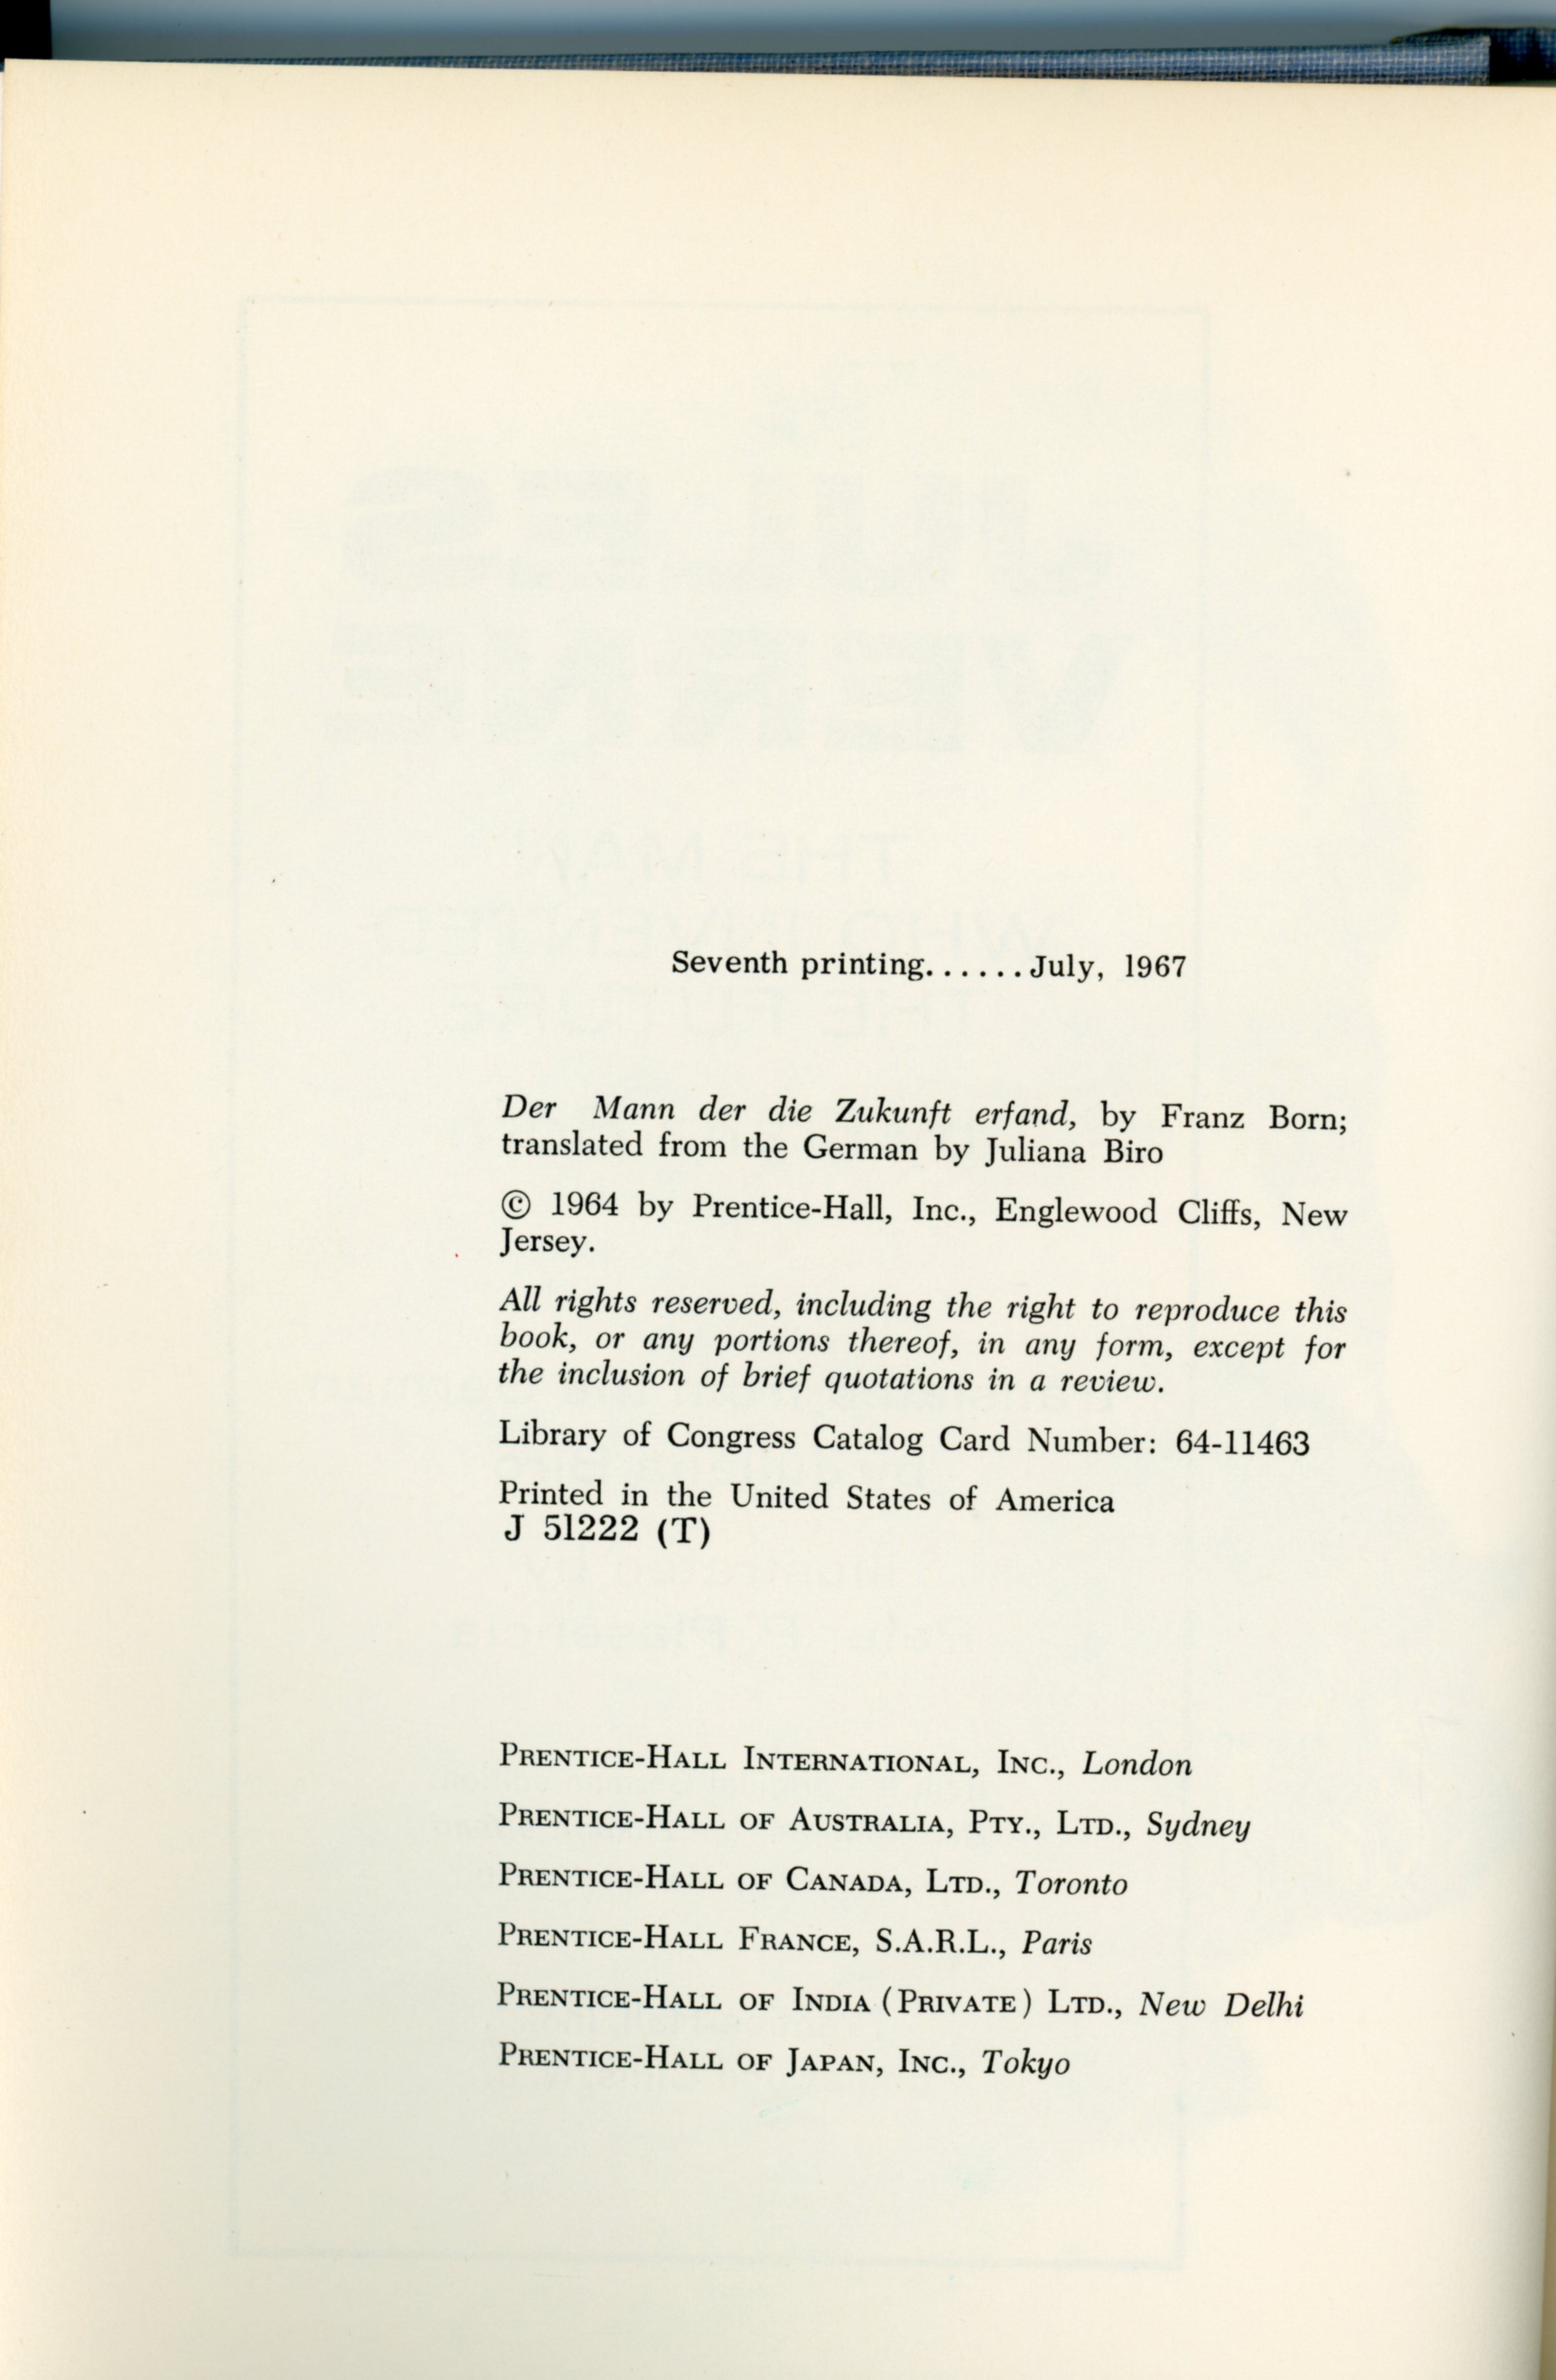 Seventh printing......July, 1967
Der Mann der die Zukunft erfand, by Franz Born;
translated from the German by Juliana Biro
© 1964 by Prentice-Hall, Inc., Englewood Cliffs, New
Jersey.
All rights reserved, including the right to reproduce this
book, or any portions thereof, in any form, except for
the inclusion of brief quotations in a review.
Library of Congress Catalog Card Number: 64-11463
Printed in the United States of America
J 51222 (T)
PRENTICE-HALL INTERNATIONAL, INC., London
PRENTICE-HALL OF AUSTRALIA, PTY., LTD., Sydney
PRENTICE-HALL OF CANADA, LTD., Toronto
PRENTICE-HALL FRANCE, S.A.R.L., Paris
PRENTICE-HALL OF INDIA (PRIVATE) LTD., New Delhi
PRENTICE-HALL OF JAPAN, INC., Tokyo